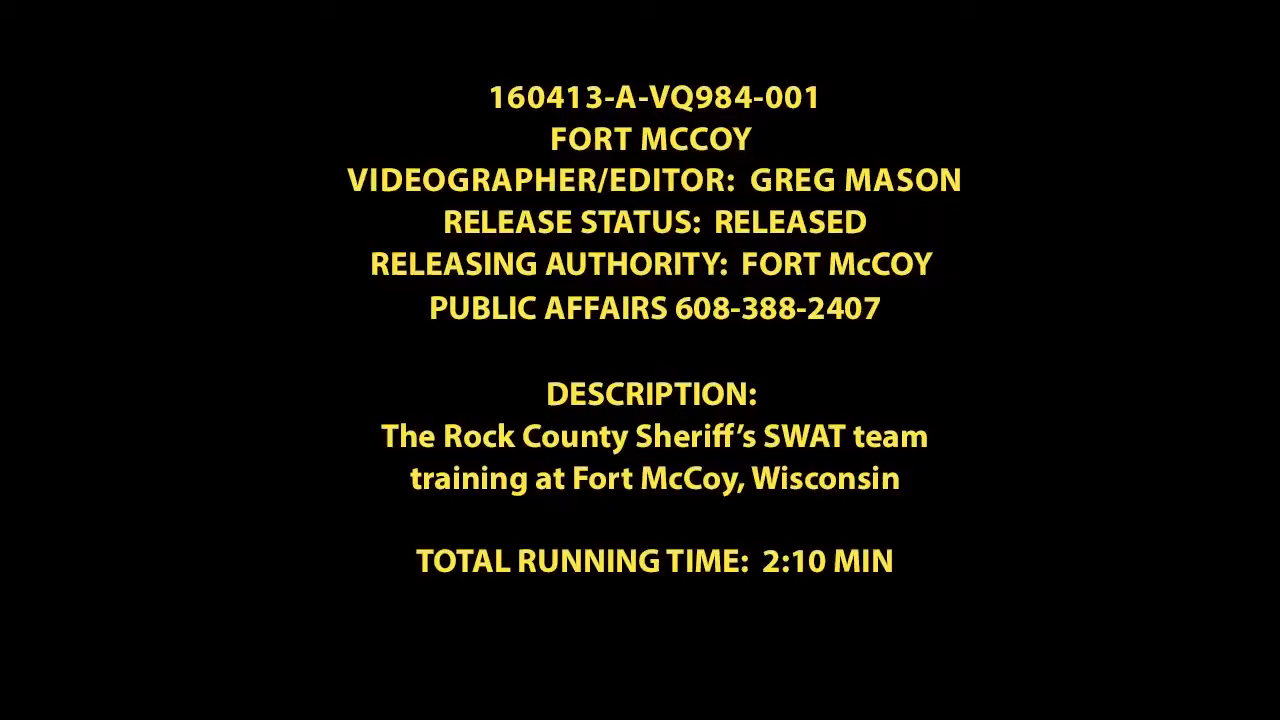 160413-A-VQ984-001
FORT MCCOY
VIDEOGRAPHER/EDITOR: GREG MASON
RELEASE STATUS: RELEASED
RELEASING AUTHORITY: FORT McCOY
PUBLIC AFFAIRS 608-388-2407
DESCRIPTION:
The Rock County Sheriff’s SWAT team
training at Fort McCoy, Wisconsin
TOTAL RUNNING TIME: 2:10 MIN